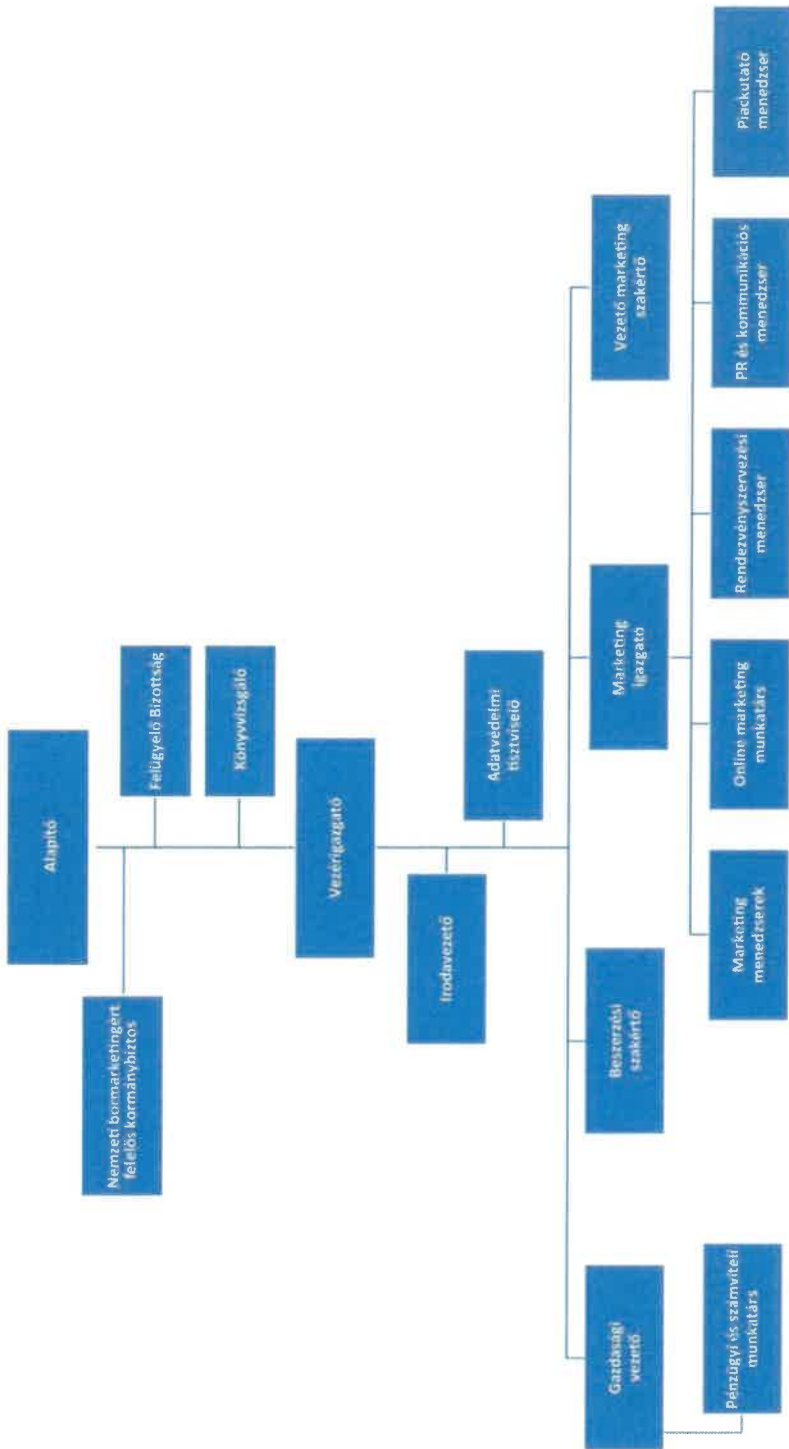 Alapító
Nemzeti bormarketingért
felelős kormánybiztos
Felügyelő Bizottság
Könyvvizsgáló
Vezérigazgató
Irodavezető
Adatvédelmi
tisztviselő
Gazdasági
vezető
Beszerzési
szakértő
Marketing
igazgató
Vezető marketing
szakértő
Pénzügyi és számviteli
munkatárs
Marketing
menedzserek
Online marketing
munkatárs
Rendezvényszervezési
menedzser
PR és kommunikációs
menedzser
Piackutató
menedzser